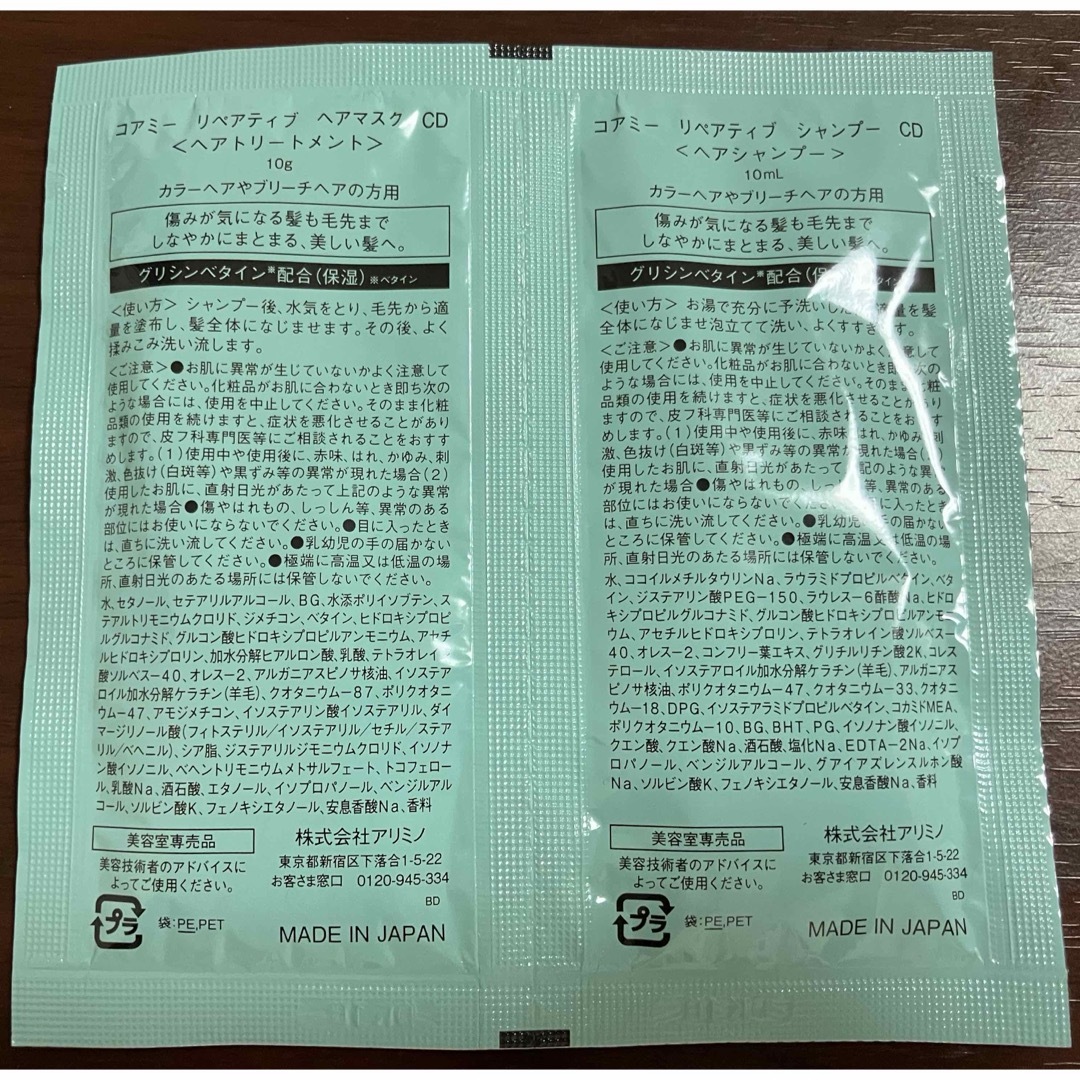 コアミー リペアティブ ヘアマスク CD
＜ヘアトリートメント＞
10g
カラーヘアやブリーチヘアの方用
傷みが気になる髪も毛先まで
しなやかにまとまる、美しい髪へ。
グリシンベタイン※配合（保湿）※ベタイン
＜使い方＞ シャンプー後、水気をとり、毛先から適
量を塗布し、髪全体になじませます。その後、よく
揉みこみ洗い流します。
＜ご注意＞●お肌に異常が生じていないかよく注意して
使用してください。化粧品がお肌に合わないとき即ち次の
ような場合には、使用を中止してください。そのまま化粧
品類の使用を続けますと、症状を悪化させることがあり
ますので、皮フ科専門医等にご相談されることをおすす
めします。（1）使用中や使用後に、赤味、はれ、かゆみ、刺
激、色抜け（白斑等）や黒ずみ等の異常が現れた場合（2）
使用したお肌に、直射日光があたって上記のような異常
が現れた場合●傷やはれもの、しっしん等、異常のある
部位にはお使いにならないでください。●目に入ったとき
は、直ちに洗い流してください。●乳幼児の手の届かない
ところに保管してください。●極端に高温又は低温の場
所、直射日光のあたる場所には保管しないでください。
水、セタノール、セテアリルアルコール、BG、水添ポリイソブテン、ス
テアルトリモニウムクロリド、ジメチコン、ベタイン、ヒドロキシプロピ
ルグルコナミド、グルコン酸ヒドロキシプロピルアンモニウム、アセチ
ルヒドロキシプロリン、加水分解ヒアルロン酸、乳酸、テトラオレイン
酸ソルベス－40、オレス－2、アルガニアスピノサ核油、イソステア
ロイル加水分解ケラチン（羊毛）、クオタニウム－87、ポリクオタニ
ウム－47、アモジメチコン、イソステアリン酸イソステアリル、ダイ
マージリノール酸（フィトステリル/イソステアリル/セチル/ステア
リル/ベヘニル）、シア脂、ジステアリルジモニウムクロリド、イソノナ
ン酸イソノニル、ベヘントリモニウムメトサルフェート、トコフェロ
ール、乳酸Na、酒石酸、エタノール、イソプロパノール、ベンジルアル
コール、ソルビン酸K、フェノキシエタノール、安息香酸Na、香料
美容室専売品
美容技術者のアドバイスに
よってご使用ください。
株式会社アリミノ
東京都新宿区下落合1-5-22
お客さま窓口 0120-945-334
BD
プラ
袋：PE,PET
MADE IN JAPAN
コアミー リペアティブ シャンプー CD
＜ヘアシャンプー＞
10mL
カラーヘアやブリーチヘアの方用
傷みが気になる髪も毛先まで
しなやかにまとまる、美しい髪へ。
グリシンベタイン※配合（保
＜使い方＞ お湯で充分に予洗いした 量を髪
全体になじませ泡立てて洗い、よくすすぎます。
＜ご注意＞●お肌に異常が生じていないかよく注意して
使用してください。化粧品がお肌に合わないとき即ち次の
ような場合には、使用を中止してください。そのまま化粧
品類の使用を続けますと、症状を悪化させることがあり
ますので、皮フ科専門医等にご相談されることをおすす
めします。（1）使用中や使用後に、赤味、はれ、かゆみ、刺
激、色抜け（白斑等）や黒ずみ等の異常が現れた場合（2）
使用したお肌に、直射日光があたって上記のような異常
が現れた場合●傷やはれもの、しっしん等、異常のある
部位にはお使いにならないでください。●目に入ったとき
は、直ちに洗い流してください。●乳幼児の手の届かない
ところに保管してください。●極端に高温又は低温の場
所、直射日光のあたる場所には保管しないでください。
水、ココイルメチルタウリンNa、ラウラミドプロピルベタイン、ベタ
イン、ジステアリン酸PEG－150、ラウレス－6酢酸Na、ヒドロ
キシプロピルグルコナミド、グルコン酸ヒドロキシプロピルアンモニ
ウム、アセチルヒドロキシプロリン、テトラオレイン酸ソルベス－
40、オレス－2、コンフリー葉エキス、グリチルリチン酸2K、コレス
テロール、イソステアロイル加水分解ケラチン（羊毛）、アルガニアス
ピノサ核油、ポリクオタニウム－47、クオタニウム－33、クオタニ
ウム－18、DPG、イソステアラミドプロピルベタイン、コカミドMEA、
ポリクオタニウム－10、BG、BHT、PG、イソノナン酸イソノニル、
クエン酸、クエン酸Na、酒石酸、塩化Na、EDTA－2Na、イソプ
ロパノール、ベンジルアルコール、グアイアズレンスルホン酸
Na、ソルビン酸K、フェノキシエタノール、安息香酸Na、香料
美容室専売品
美容技術者のアドバイスに
よってご使用ください。
株式会社アリミノ
東京都新宿区下落合1-5-22
お客さま窓口 0120-945-334
BD
プラ
袋：PE,PET
MADE IN JAPAN